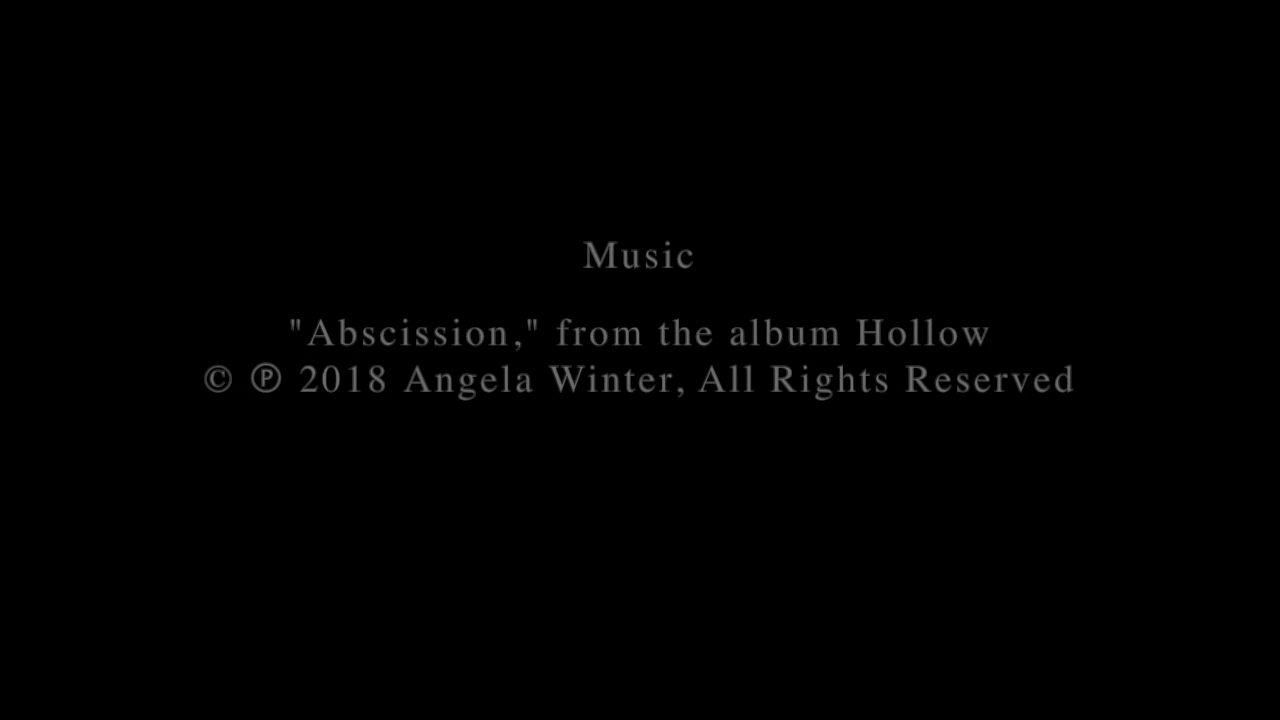 Music
"Abscission," from the album Hollow
© ℗ 2018 Angela Winter, All Rights Reserved